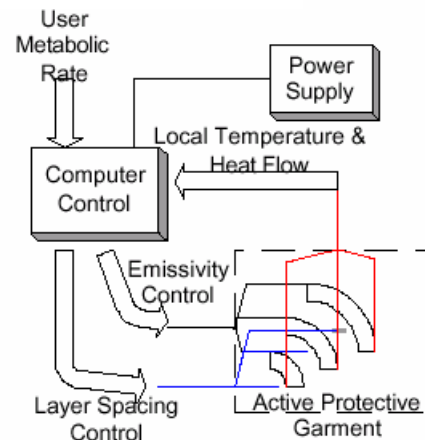 User
Metabolic
Rate
Power
Supply
Local Temperature &
Heat Flow
Computer
Control
Emissivity
Control
Layer Spacing
Control
Active Protective
Garment